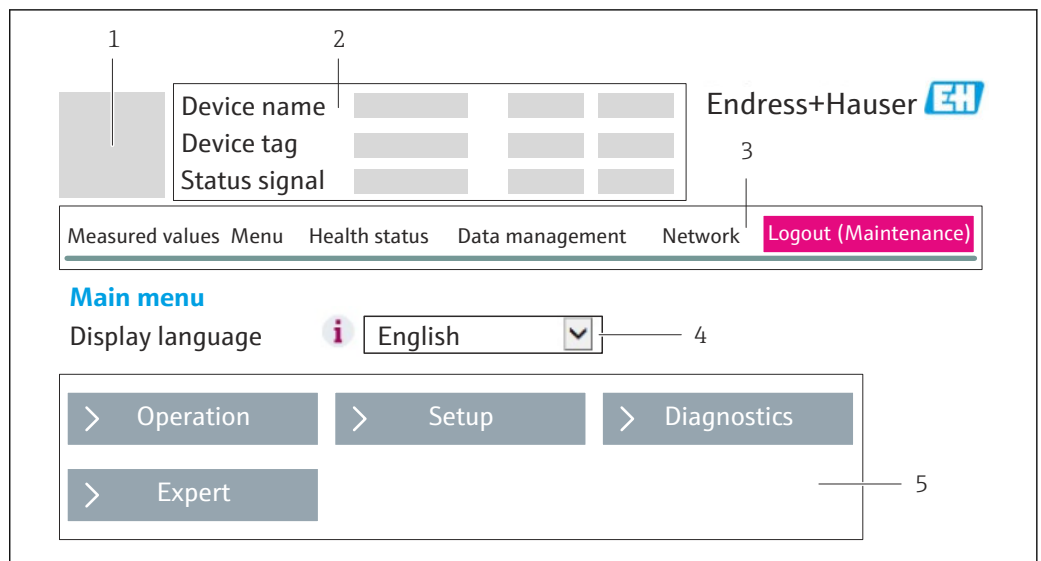 1 2
Device name
Device tag
Status signal
Endress+Hauser EH
3
Measured values Menu Health status Data management Network Logout (Maintenance)
Main menu
Display language i English 4
> Operation > Setup > Diagnostics
> Expert 5